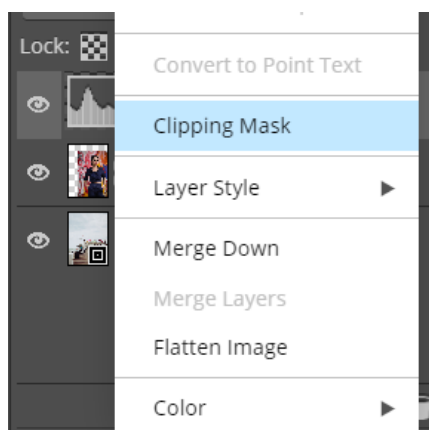 Lock:
Convert to Point Text
Clipping Mask
Layer Style
Merge Down
Merge Layers
Flatten Image
Color